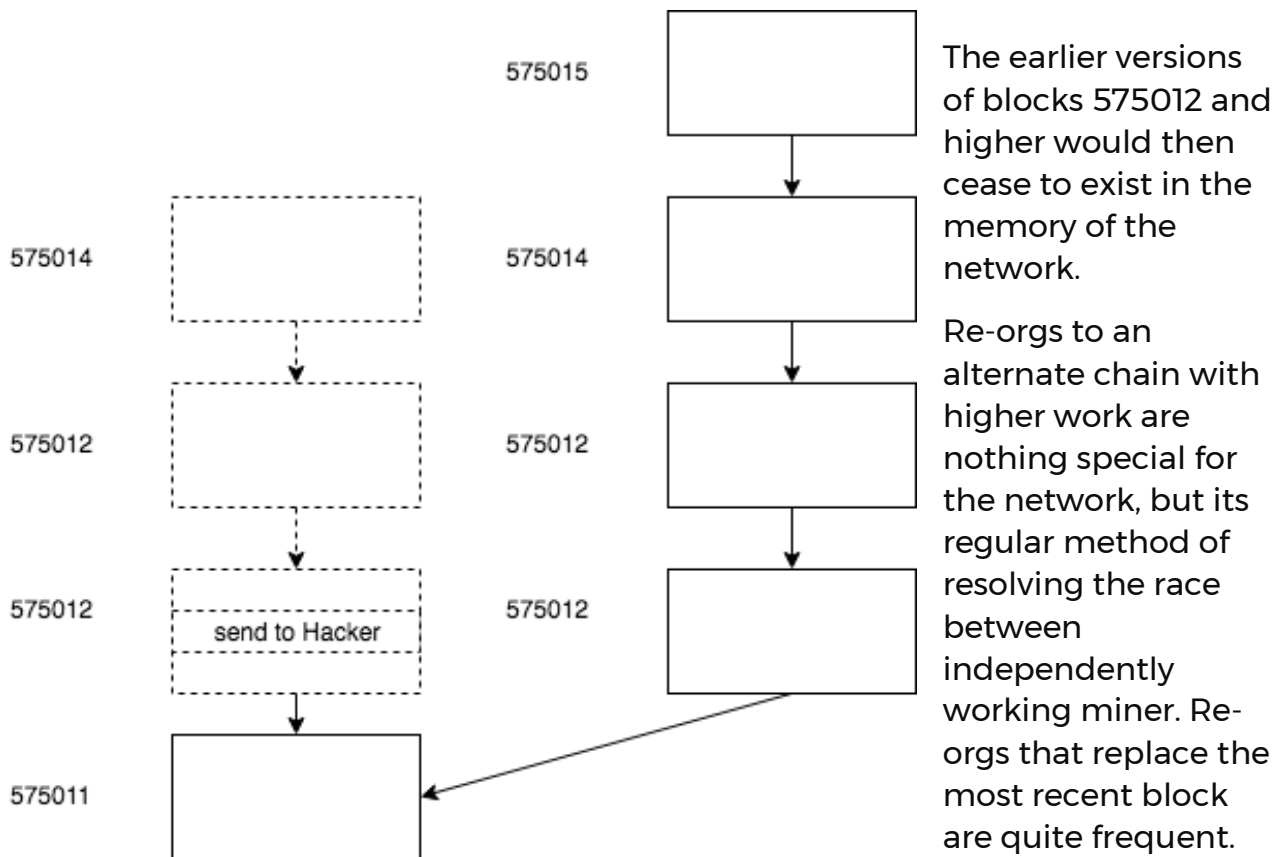 575015
575014
575014
575012
575012
575012
send to Hacker
575012
575011
The earlier versions
of blocks 575012 and
higher would then
cease to exist in the
memory of the
network.
Re-orgs to an
alternate chain with
higher work are
nothing special for
the network, but its
regular method of
resolving the race
between
independently
working miner. Re-
orgs that replace the
most recent block
are quite frequent.